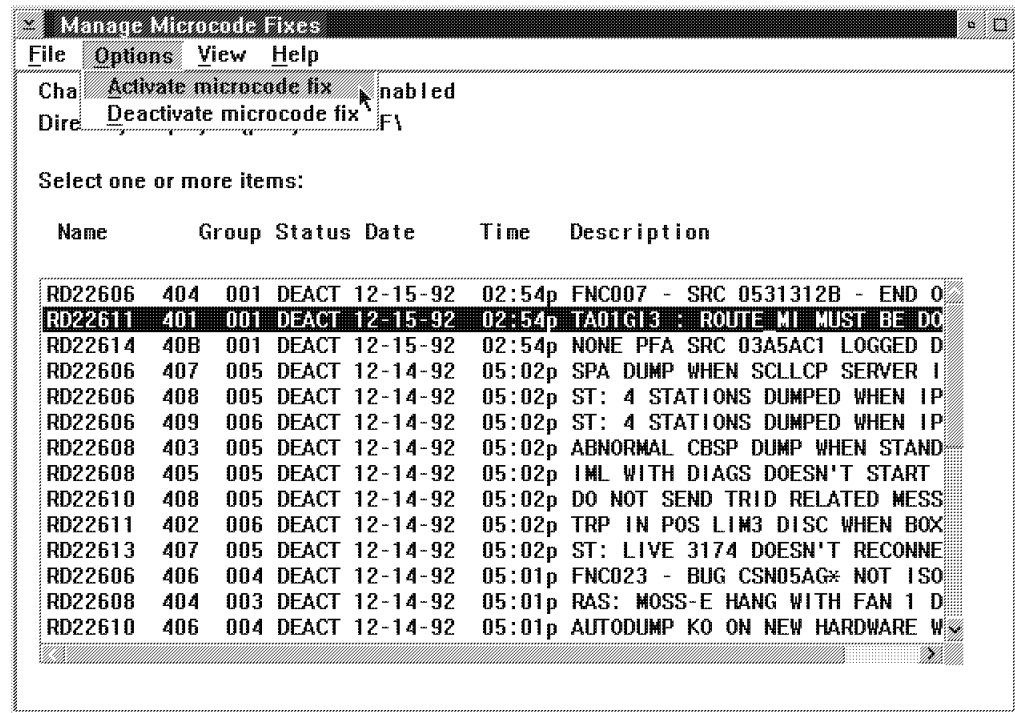 Manage Microcode Fixes
File Options View Help
Activate microcode fix
Deactivate microcode fix
Cha nabled
Dire F\
Select one or more items:
Name Group Status Date Time Description
RD22606 404 001 DEACT 12-15-92 02:54p FNC007 - SRC 0531312B - END O
RD22611 401 001 DEACT 12-15-92 02:54p TA01GI3 : ROUTE_MI MUST BE DO
RD22614 40B 001 DEACT 12-15-92 02:54p NONE PFA SRC 03A5AC1 LOGGED D
RD22606 407 005 DEACT 12-14-92 05:02p SPA DUMP WHEN SCLLCP SERVER I
RD22606 408 005 DEACT 12-14-92 05:02p ST: 4 STATIONS DUMPED WHEN IP
RD22606 409 006 DEACT 12-14-92 05:02p ST: 4 STATIONS DUMPED WHEN IP
RD22608 403 005 DEACT 12-14-92 05:02p ABNORMAL CBSP DUMP WHEN STAND
RD22608 405 005 DEACT 12-14-92 05:02p IML WITH DIAGS DOESN'T START
RD22610 408 005 DEACT 12-14-92 05:02p DO NOT SEND TRID RELATED MESS
RD22611 402 006 DEACT 12-14-92 05:02p TRP IN POS LIM3 DISC WHEN BOX
RD22613 407 005 DEACT 12-14-92 05:02p ST: LIVE 3174 DOESN'T RECONNE
RD22606 406 004 DEACT 12-14-92 05:01p FNC023 - BUG CSN05AG* NOT ISO
RD22608 404 003 DEACT 12-14-92 05:01p RAS: MOSS-E HANG WITH FAN 1 D
RD22610 406 004 DEACT 12-14-92 05:01p AUTODUMP KO ON NEW HARDWARE W